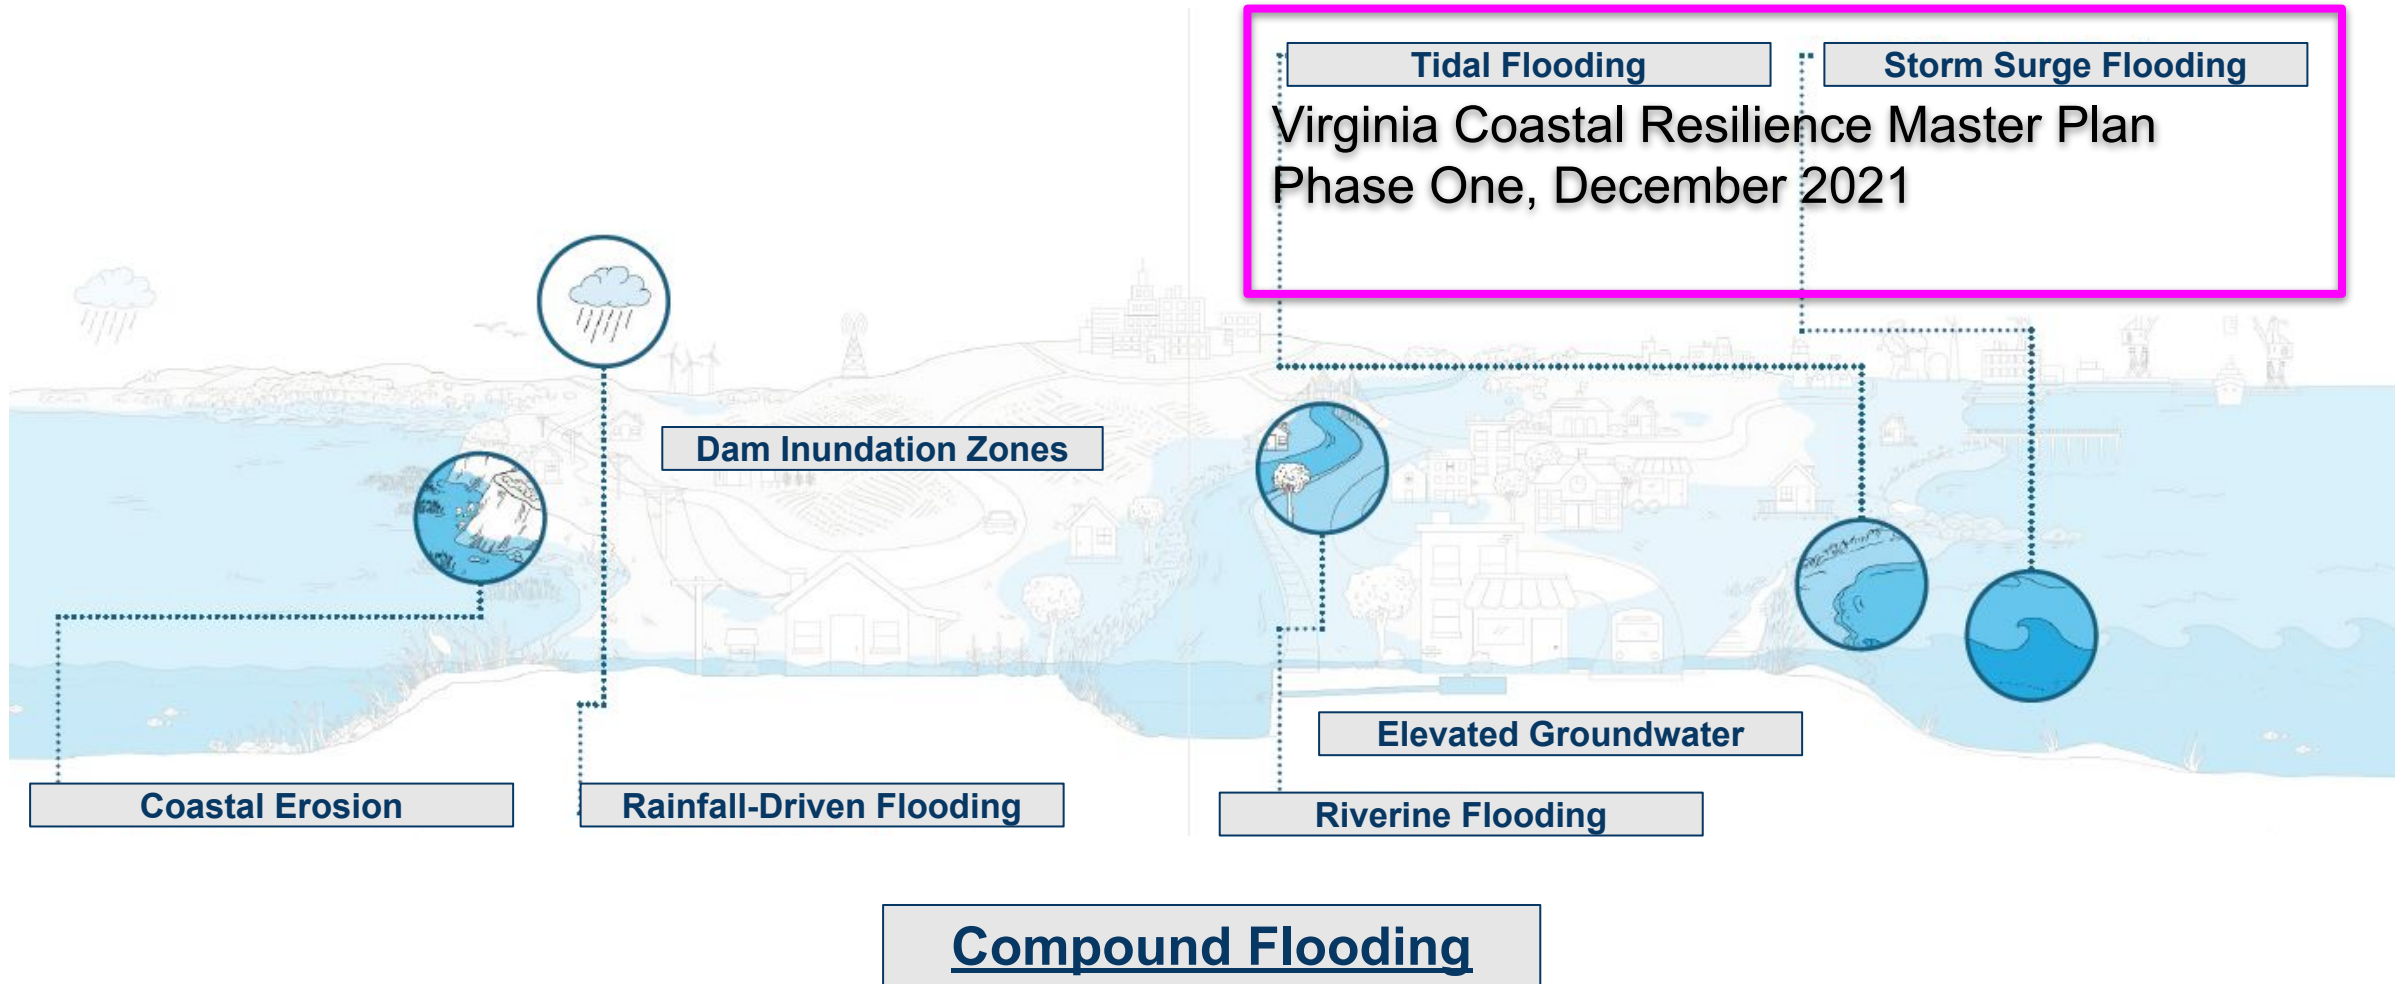 Tidal Flooding
Storm Surge Flooding
Virginia Coastal Resilience Master Plan
Phase One, December 2021
Dam Inundation Zones
Elevated Groundwater
Coastal Erosion
Rainfall-Driven Flooding
Riverine Flooding
Compound Flooding